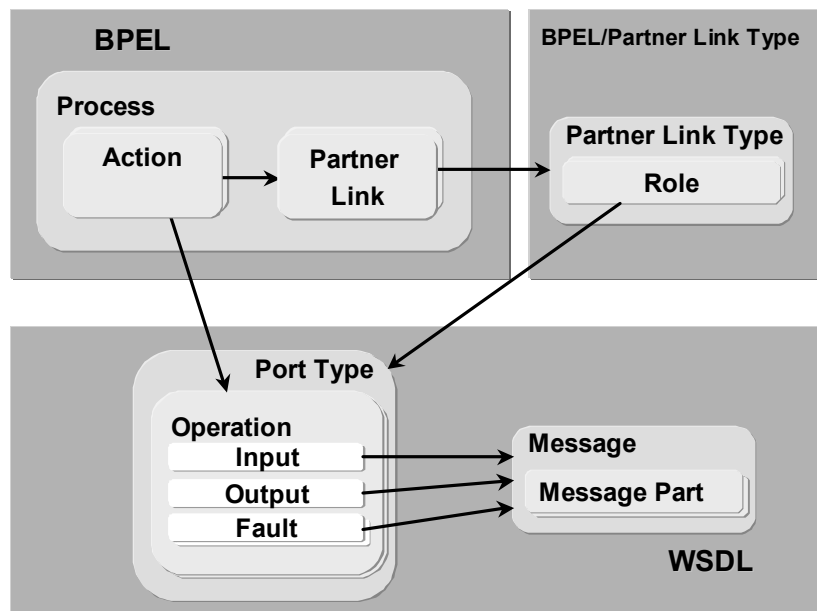 BPEL
BPEL/Partner Link Type
Process
Action
Partner
Link
Partner Link Type
Role
Port Type
Operation
Input
Output
Fault
Message
Message Part
WSDL